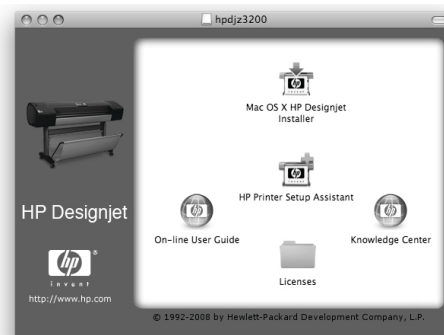 hpdjz3200
Mac OS X HP Designjet
Installer
HP Printer Setup Assistant
HP Designjet
On-line User Guide
Knowledge Center
hp
invent
Licenses
http://www.hp.com
© 1992-2008 by Hewlett-Packard Development Company, L.P.